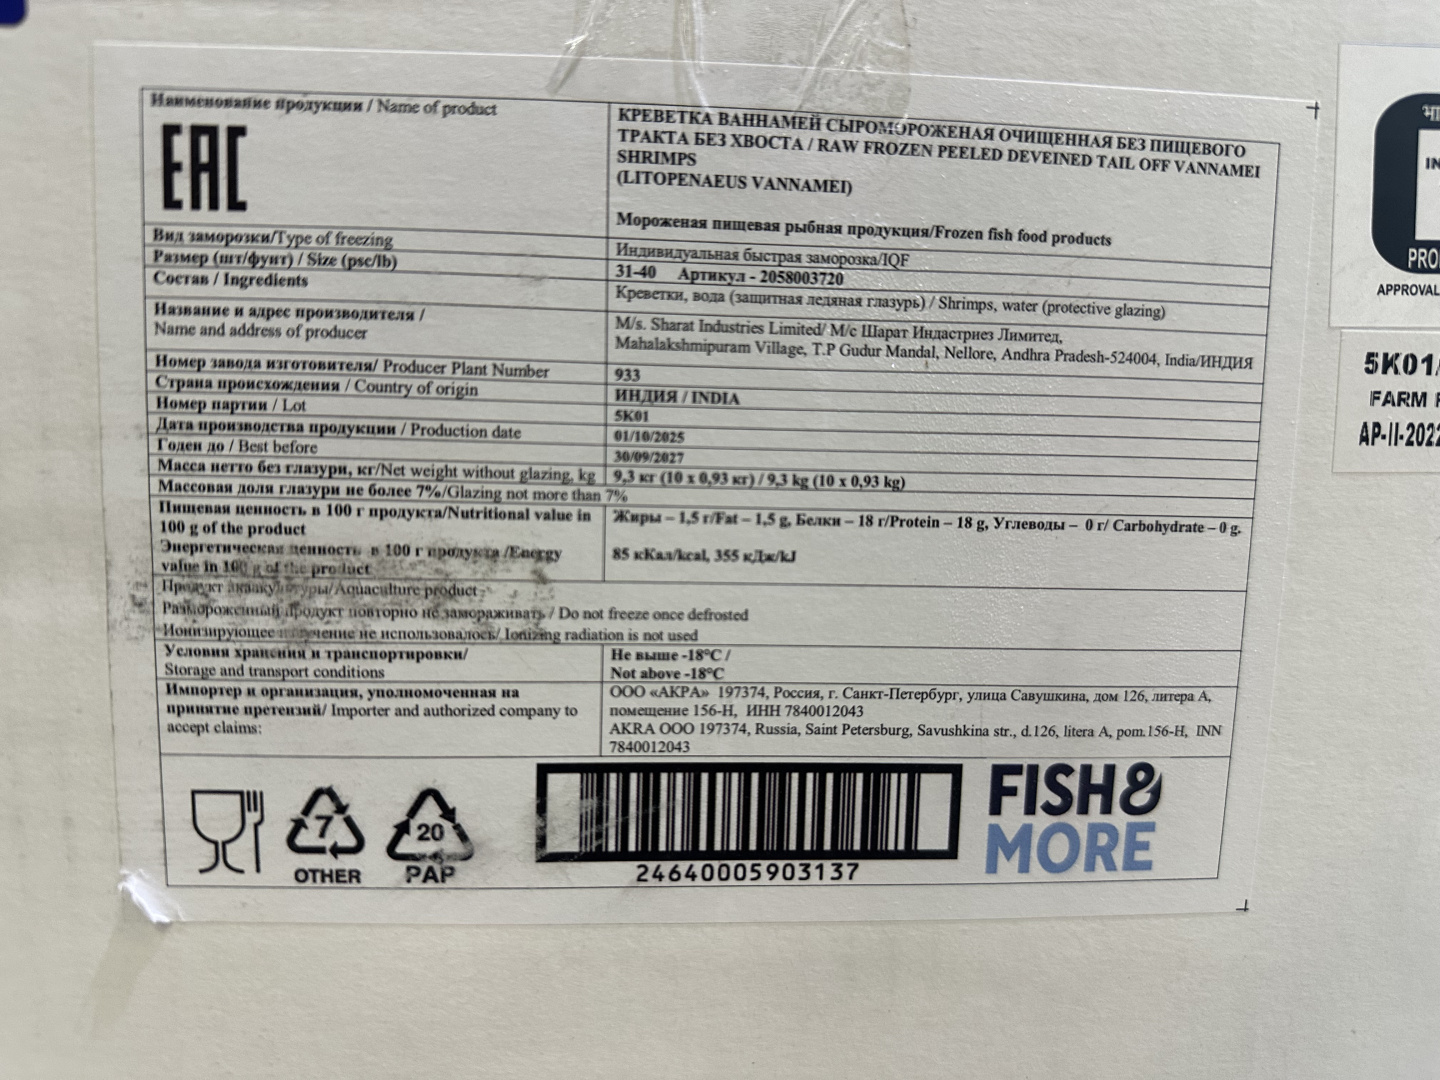 Наименование продукции / Name of product
EAC
КРЕВЕТКА ВАННАМЕЙ СЫРОМОРОЖЕНАЯ ОЧИЩЕННАЯ БЕЗ ПИЩЕВОГО
ТРАКТА БЕЗ ХВОСТА / RAW FROZEN PEELED DEVEINED TAIL OFF VANNAMEI
SHRIMPS
(LITOPENAEUS VANNAMEI)
Мороженая пищевая рыбная продукция/Frozen fish food products
Вид заморозки/Type of freezing
Индивидуальная быстрая заморозка/IQF
Размер (шт/фунт) / Size (psc/lb)
31-40 Артикул - 2058003720
Состав / Ingredients
Креветки, вода (защитная ледяная глазурь) / Shrimps, water (protective glazing)
Название и адрес производителя /
Name and address of producer
M/s. Sharat Industries Limited/ М/с Шарат Индастриез Лимитед,
Mahalakshmipuram Village, T.P Gudur Mandal, Nellore, Andhra Pradesh-524004, India/ИНДИЯ
Номер завода изготовителя/ Producer Plant Number
933
Страна происхождения / Country of origin
ИНДИЯ / INDIA
Номер партии / Lot
5K01
Дата производства продукции / Production date
01/10/2025
Годен до / Best before
30/09/2027
Масса нетто без глазури, кг/Net weight without glazing, kg
9,3 кг (10 x 0,93 кг) / 9,3 kg (10 x 0,93 kg)
Массовая доля глазури не более 7%/Glazing not more than 7%
Пищевая ценность в 100 г продукта/Nutritional value in
100 g of the product
Жиры – 1,5 г/Fat – 1,5 g, Белки – 18 г/Protein – 18 g, Углеводы – 0 г/ Carbohydrate – 0 g.
Энергетическая ценность в 100 г продукта /Energy
value in 100 g of the product
85 кКал/kcal, 355 кДж/kJ
Продукт аквакультуры/Aquaculture product
Размороженный продукт повторно не замораживать / Do not freeze once defrosted
Ионизирующее излучение не использовалось/ Ionizing radiation is not used
Условия хранения и транспортировки/
Storage and transport conditions
Не выше -18°С /
Not above -18°C
Импортер и организация, уполномоченная на
принятие претензий/ Importer and authorized company to
accept claims:
ООО «АКРА» 197374, Россия, г. Санкт-Петербург, улица Савушкина, дом 126, литера А,
помещение 156-Н, ИНН 7840012043
AKRA OOO 197374, Russia, Saint Petersburg, Savushkina str., d.126, litera A, pom.156-H, INN
7840012043
7
OTHER
20
PAP
24640005903137
FISH&
MORE
IN
PRO
APPROVAL
5K01/
FARM
AP-II-2022